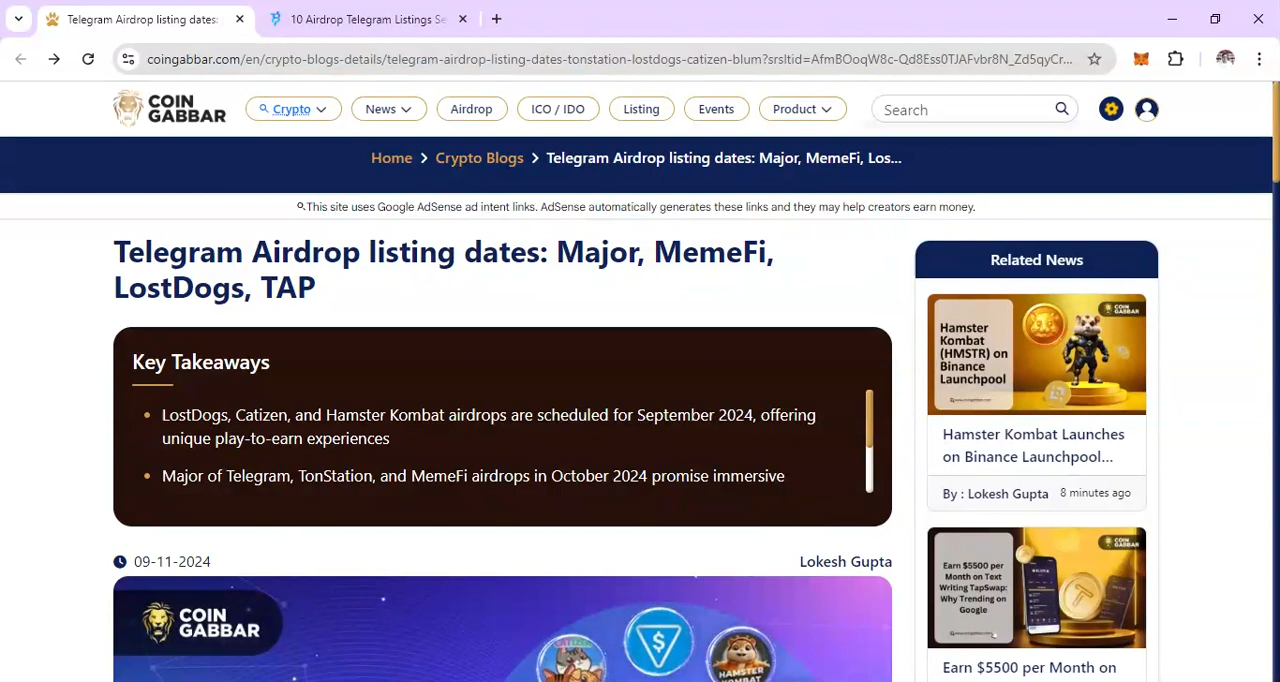 Telegram Airdrop listing dates:
10 Airdrop Telegram Listings Se
coingabbar.com/en/crypto-blogs-details/telegram-airdrop-listing-dates-tonstation-lostdogs-catizen-blum?srsltid=AfmBOoqW8c-Qd8Ess0TJAFvbr8N_Zd5qyCr...
COIN GABBAR
Crypto
News
Airdrop
ICO / IDO
Listing
Events
Product
Search
Home > Crypto Blogs > Telegram Airdrop listing dates: Major, MemeFi, Los...
This site uses Google AdSense ad intent links. AdSense automatically generates these links and they may help creators earn money.
Telegram Airdrop listing dates: Major, MemeFi,
LostDogs, TAP
Key Takeaways
• LostDogs, Catizen, and Hamster Kombat airdrops are scheduled for September 2024, offering
unique play-to-earn experiences
• Major of Telegram, TonStation, and MemeFi airdrops in October 2024 promise immersive
09-11-2024
Lokesh Gupta
COIN
GABBAR
HAMSTER
Related News
COIN GABBAR
Hamster
Kombat
(HMSTR) on
Binance
Launchpool
Hamster Kombat Launches
on Binance Launchpool...
By : Lokesh Gupta 8 minutes ago
COIN GABBAR
Earn $5500 per
Month on Text
Writing TapSwap:
Why Trending on
Google
Earn $5500 per Month on